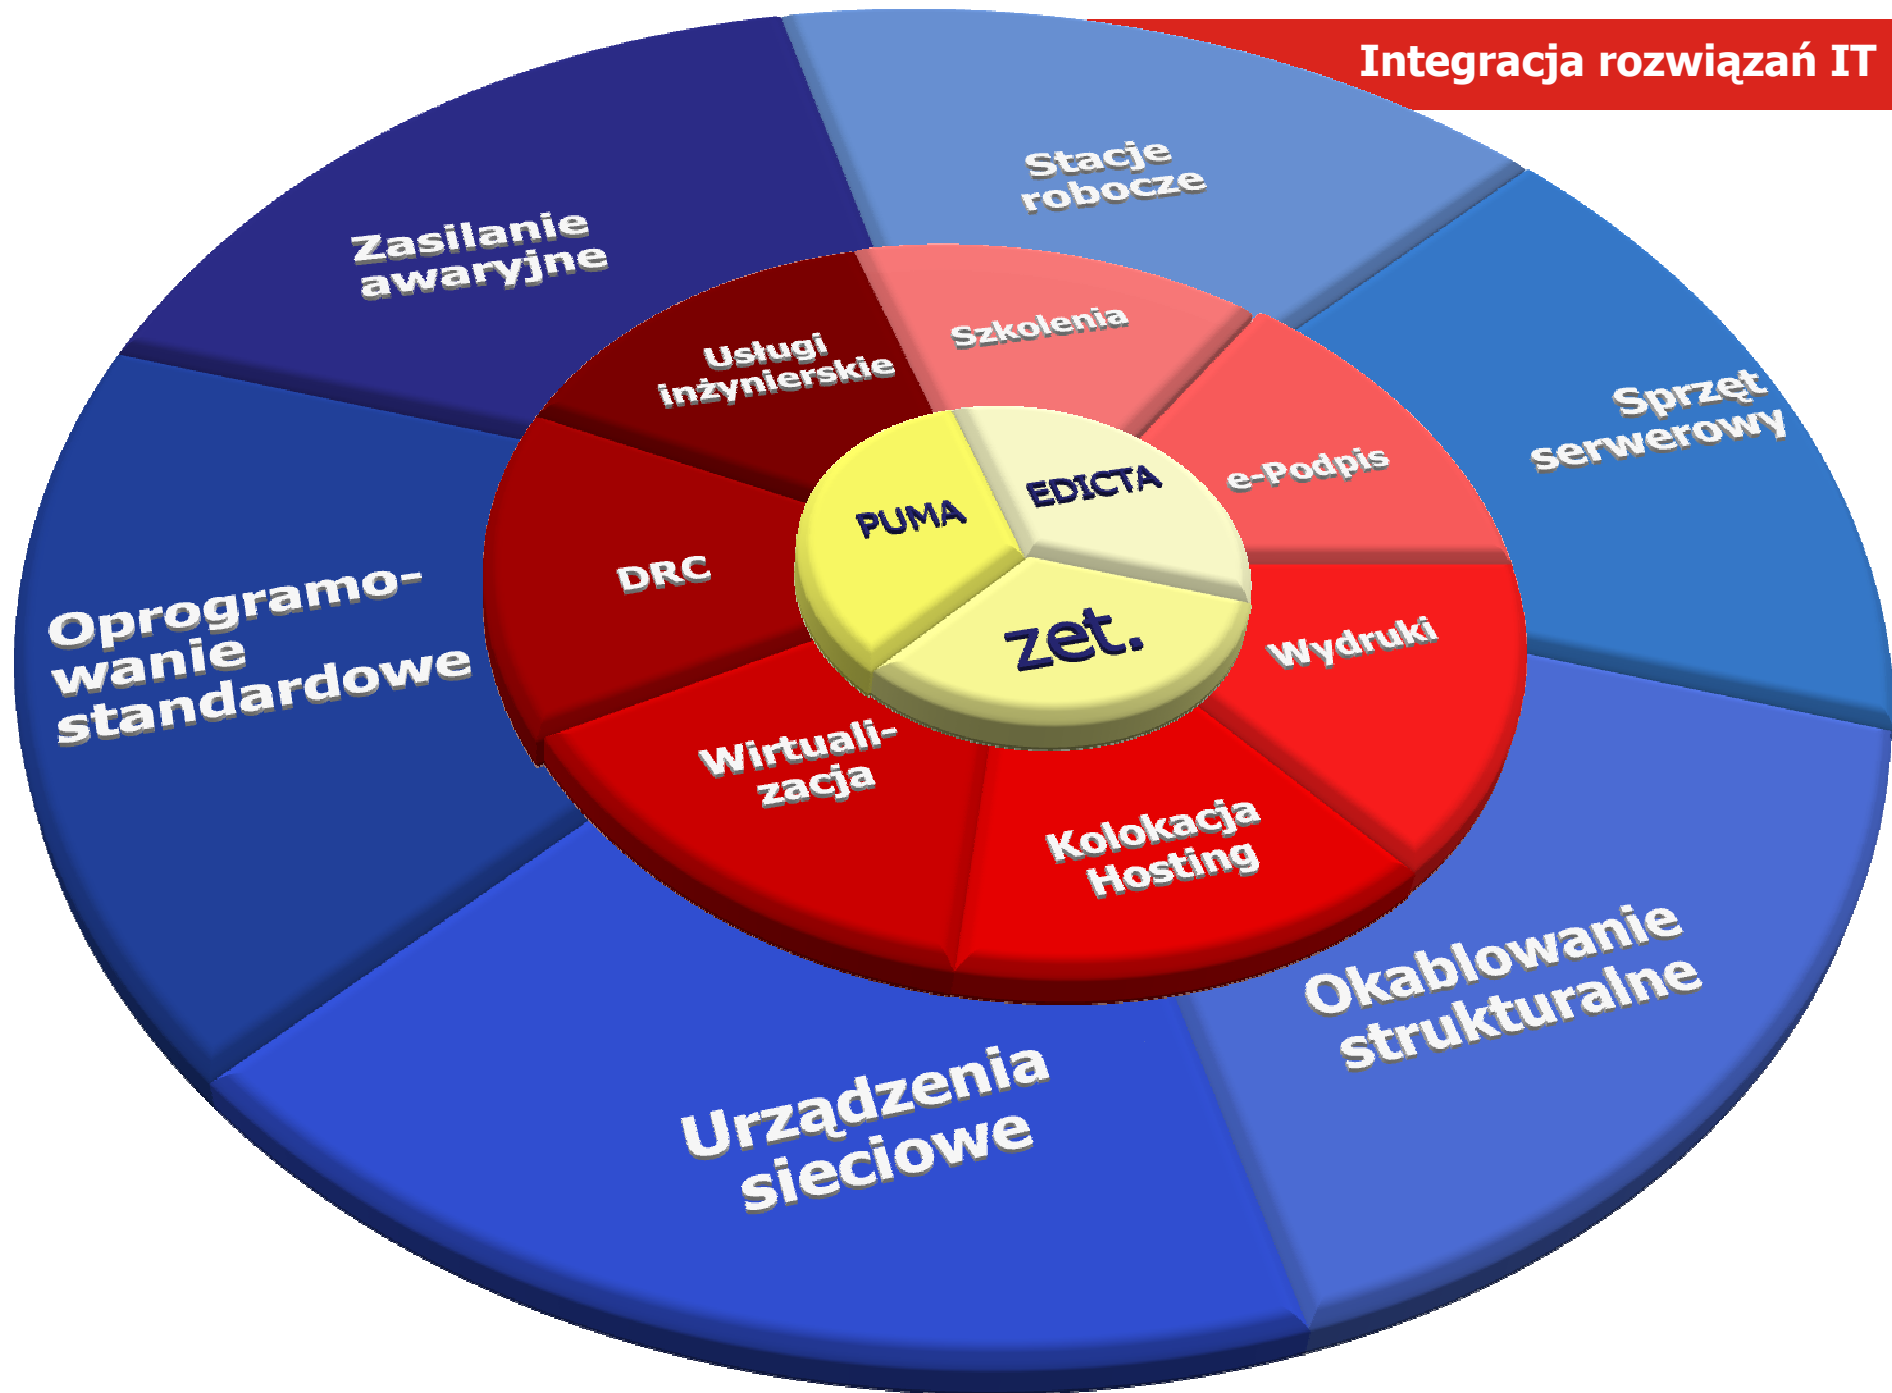 Integracja rozwiązań IT
Stacje
robocze
Zasilanie
awaryjne
Szkolenia
Usługi
inżynierskie
Sprzęt
serwerowy
e-Podpis
EDICTA
PUMA
DRC
zet.
Wydruki
Oprogramo-
wanie
standardowe
Wirtuali-
zacja
Kolokacja
Hosting
Okablowanie
strukturalne
Urządzenia
sieciowe